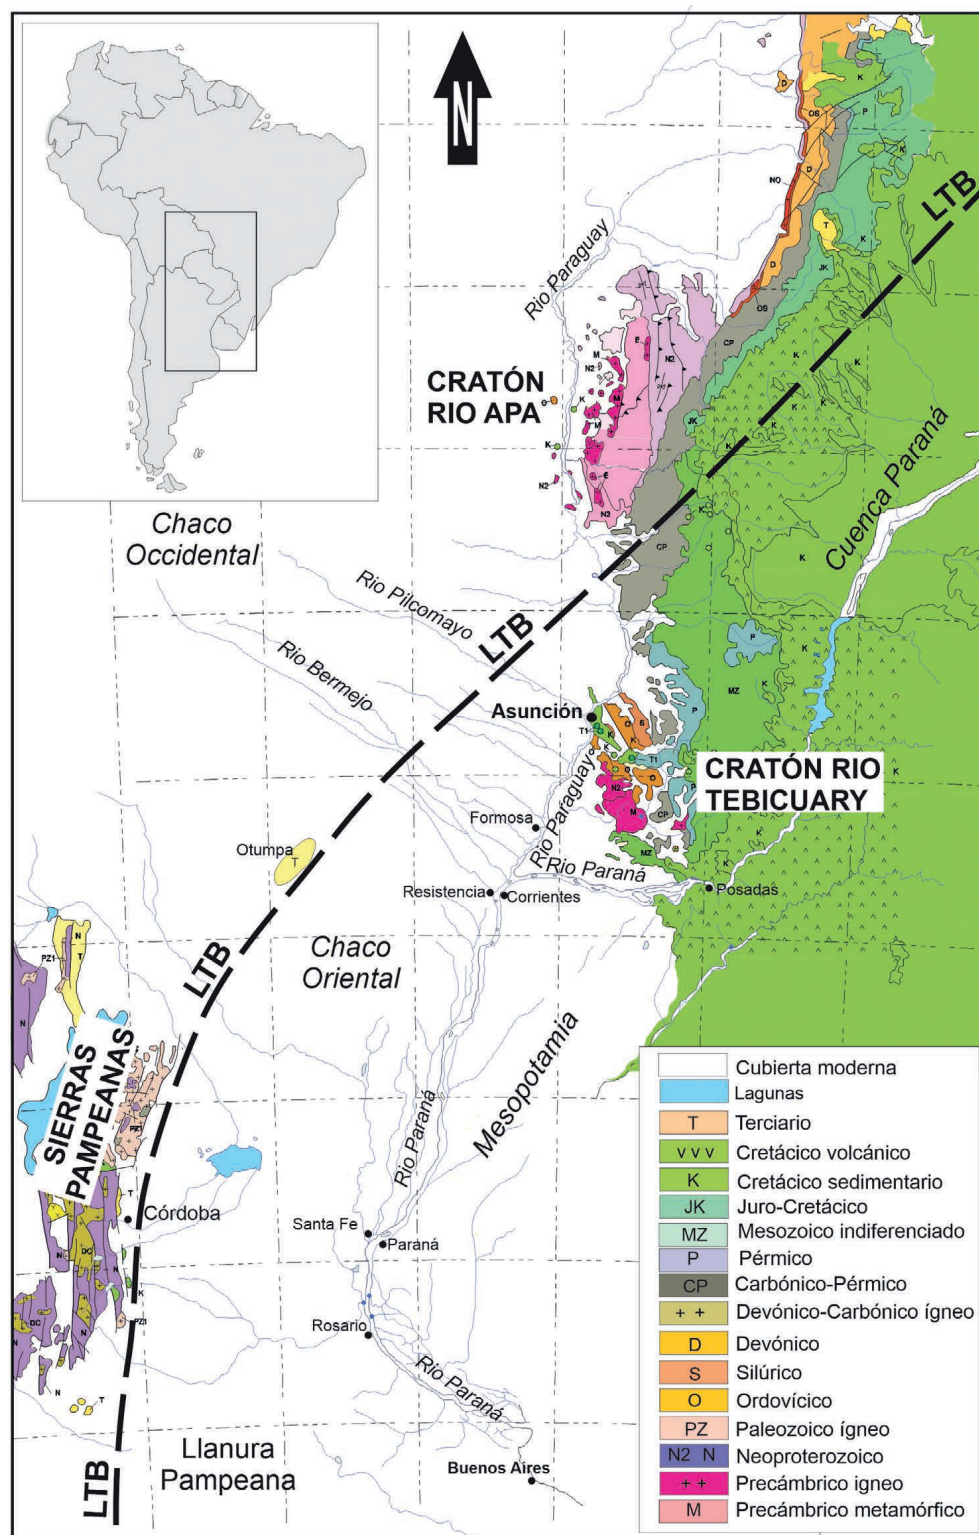 N
LTB
Rio Paraguay
CRATÓN
RIO APA
Cuenca Paraná
Chaco
Occidental
Rio Pilcomayo
LTB
Rio Bermejo
Asunción
CRATÓN RIO
TEBICUARY
Rio Paraguay
Formosa
Otumpa
T
Rio Paraná
Resistencia
Corrientes
Posadas
LTB
Chaco
Oriental
SIERRAS
PAMPEANAS
Mesopotamia
Rio Paraná
Córdoba
Santa Fe
Paraná
Rosario
Rio Paraná
Llanura
Pampeana
Buenos Aires
LTB
Cubierta moderna
Lagunas
T Terciario
v v v Cretácico volcánico
K Cretácico sedimentario
JK Juro-Cretácico
MZ Mesozoico indiferenciado
P Pérmico
CP Carbónico-Pérmico
+ + Devónico-Carbónico ígneo
D Devónico
S Silúrico
O Ordovícico
PZ Paleozoico ígneo
N2 N Neoproterozoico
+ + Precámbrico igneo
M Precámbrico metamórfico